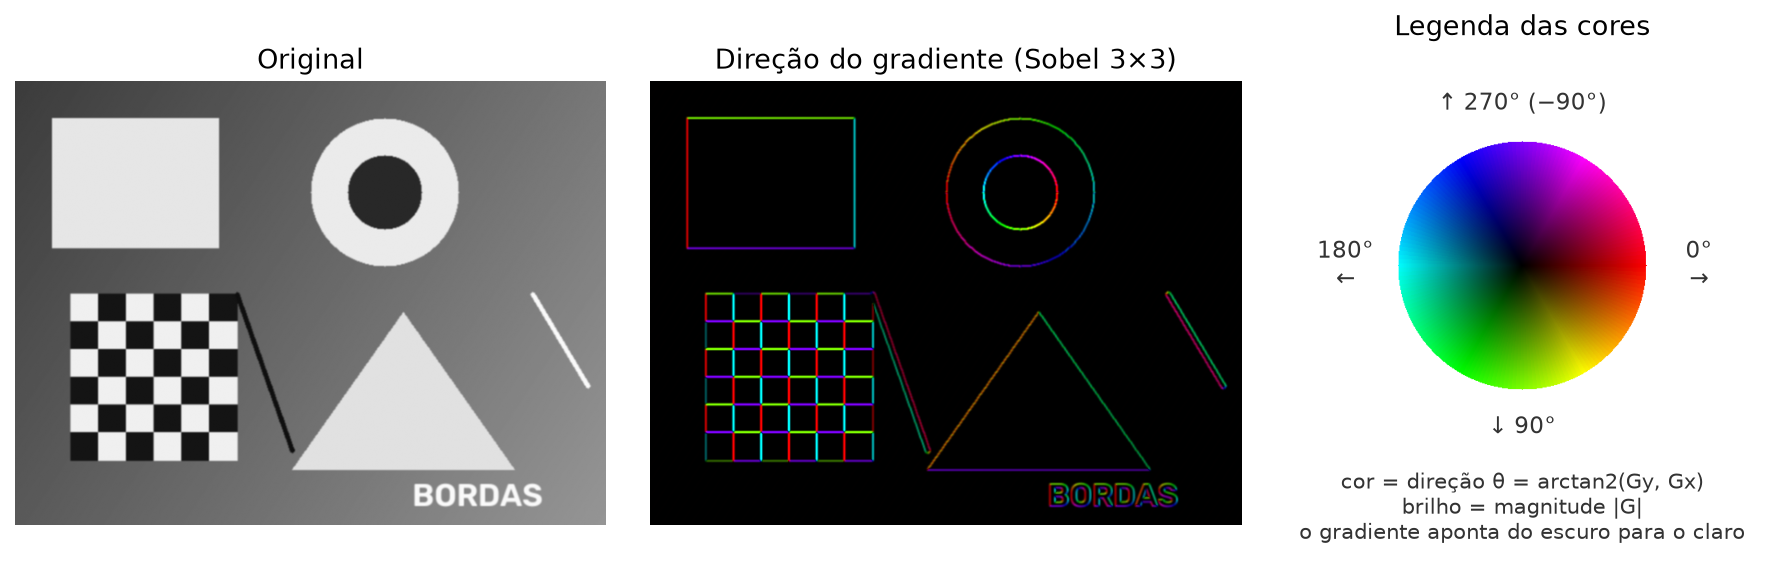 Original
BORDAS
Direção do gradiente (Sobel 3×3)
BORDAS
Legenda das cores
↑ 270° (−90°)
180°
←
0°
→
↓ 90°
cor = direção θ = arctan2(Gy, Gx)
brilho = magnitude |G|
o gradiente aponta do escuro para o claro